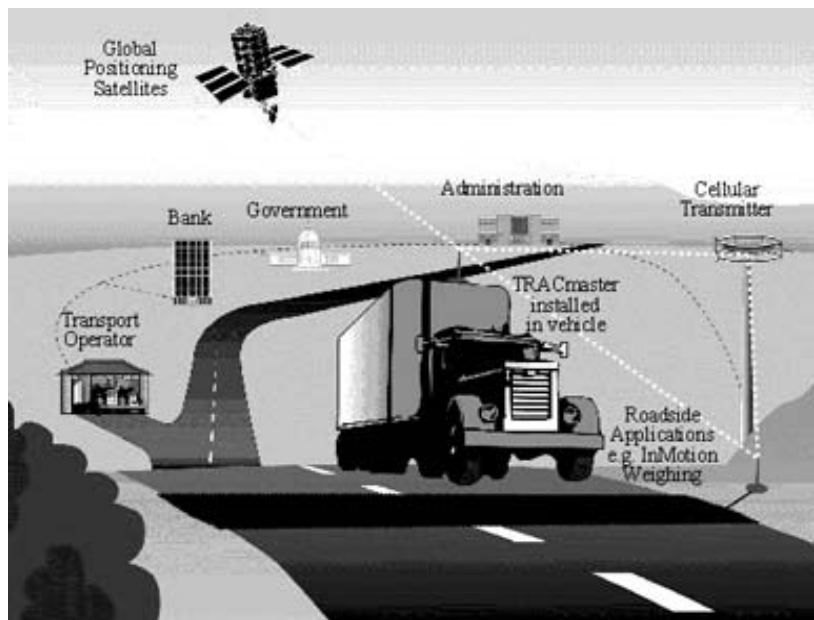 Global
Positioning
Satellites
Administration
Cellular
Transmitter
Government
Bank
TRACmaster
installed
in vehicle
Transport
Operator
Roadside
Applications
e.g. InMotion
Weighing